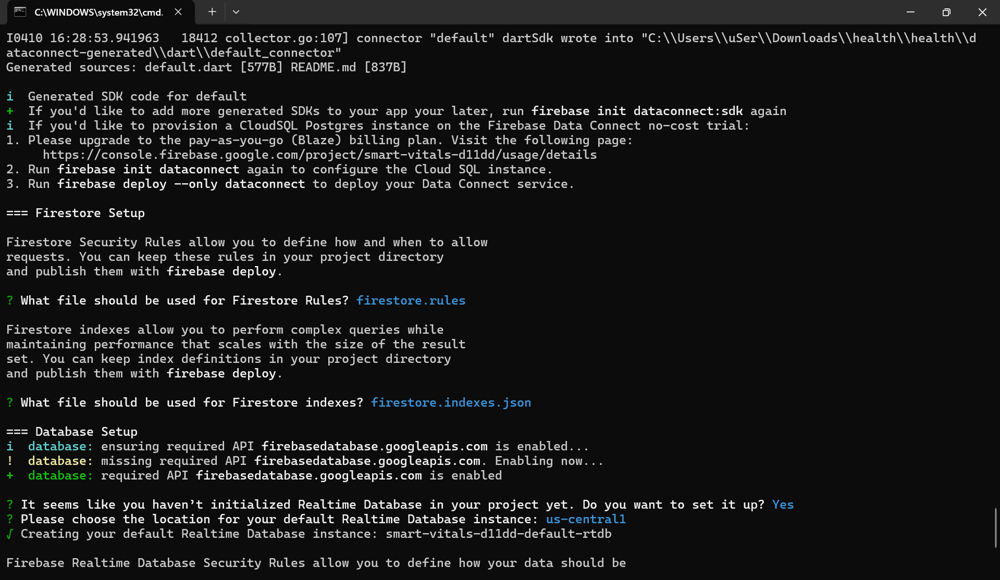 C:\WINDOWS\system32\cmd.
I0410 16:28:53.941963   18412 collector.go:107] connector "default" dartSdk wrote into "C:\\Users\\uSer\\Downloads\\health\\health\\d
ataconnect-generated\\dart\\default_connector"
Generated sources: default.dart [577B] README.md [837B]
i  Generated SDK code for default
+  If you'd like to add more generated SDKs to your app your later, run firebase init dataconnect:sdk again
i  If you'd like to provision a CloudSQL Postgres instance on the Firebase Data Connect no-cost trial:
1. Please upgrade to the pay-as-you-go (Blaze) billing plan. Visit the following page:
     https://console.firebase.google.com/project/smart-vitals-d11dd/usage/details
2. Run firebase init dataconnect again to configure the Cloud SQL instance.
3. Run firebase deploy --only dataconnect to deploy your Data Connect service.
=== Firestore Setup
Firestore Security Rules allow you to define how and when to allow
requests. You can keep these rules in your project directory
and publish them with firebase deploy.
? What file should be used for Firestore Rules? firestore.rules
Firestore indexes allow you to perform complex queries while
maintaining performance that scales with the size of the result
set. You can keep index definitions in your project directory
and publish them with firebase deploy.
? What file should be used for Firestore indexes? firestore.indexes.json
=== Database Setup
i  database: ensuring required API firebasedatabase.googleapis.com is enabled...
!  database: missing required API firebasedatabase.googleapis.com. Enabling now...
+  database: required API firebasedatabase.googleapis.com is enabled
? It seems like you haven’t initialized Realtime Database in your project yet. Do you want to set it up? Yes
? Please choose the location for your default Realtime Database instance: us-central1
√ Creating your default Realtime Database instance: smart-vitals-d11dd-default-rtdb
Firebase Realtime Database Security Rules allow you to define how your data should be